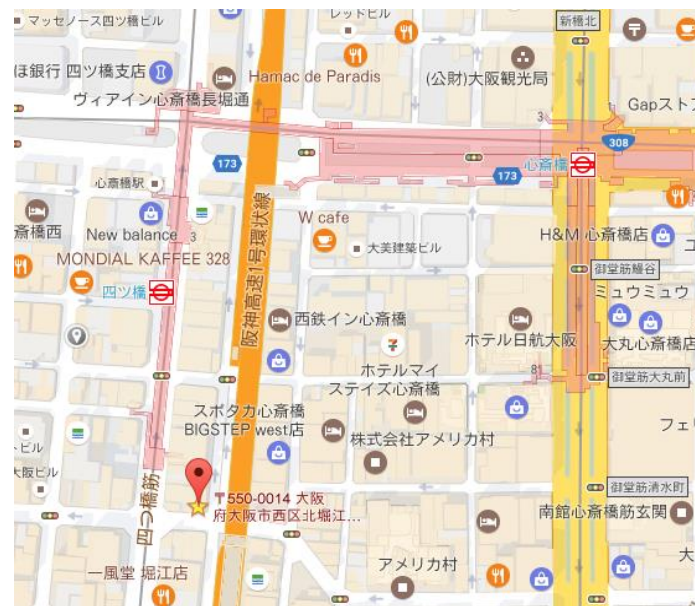 マッセノース四ツ橋ビル
レッドビル
新橋北
ほ銀行 四ツ橋支店
Hamac de Paradis
(公財)大阪観光局
ヴィアイン心斎橋長堀通
Gapスト
3
308
173
心斎橋
173
心斎橋駅
斎橋西
New balance
3
W cafe
大美建築ビル
H&M 心斎橋店
MONDIAL KAFFEE 328
四ツ橋
阪神高速1号環状線
御堂筋鰻谷
ミュウミュウ
西鉄イン心斎橋
ホテル日航大阪
大丸心斎橋店
ホテルマイ
ステイズ心斎橋
81
御堂筋大丸前
スポタカ心斎橋
BIGSTEP west店
株式会社アメリカ村
フェリ
トビル
大阪ビル
四つ橋筋
〒550-0014 大阪
府大阪市西区北堀江...
御堂筋清水町
南館心斎橋筋玄関
一風堂 堀江店
アメリカ村
大